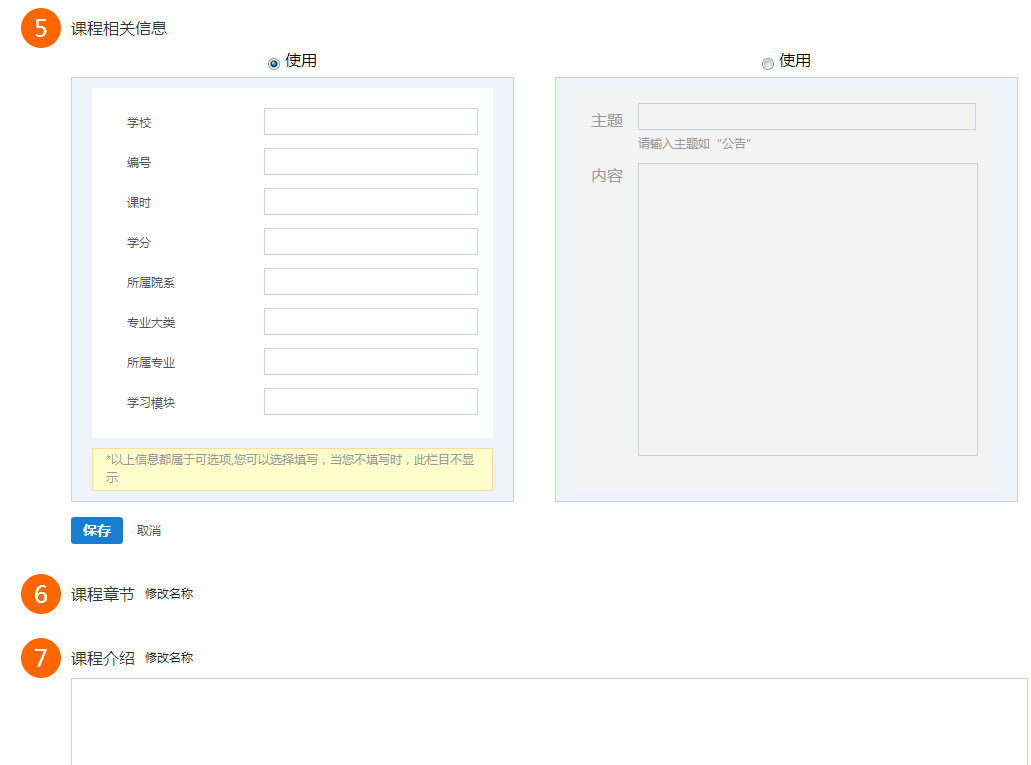 5 课程相关信息
使用
学校
编号
课时
学分
所属院系
专业大类
所属专业
学习模块
*以上信息都属于可选项,您可以选择填写，当您不填写时，此栏目不显
示
使用
主题
请输入主题如“公告”
内容
保存 取消
6 课程章节 修改名称
7 课程介绍 修改名称